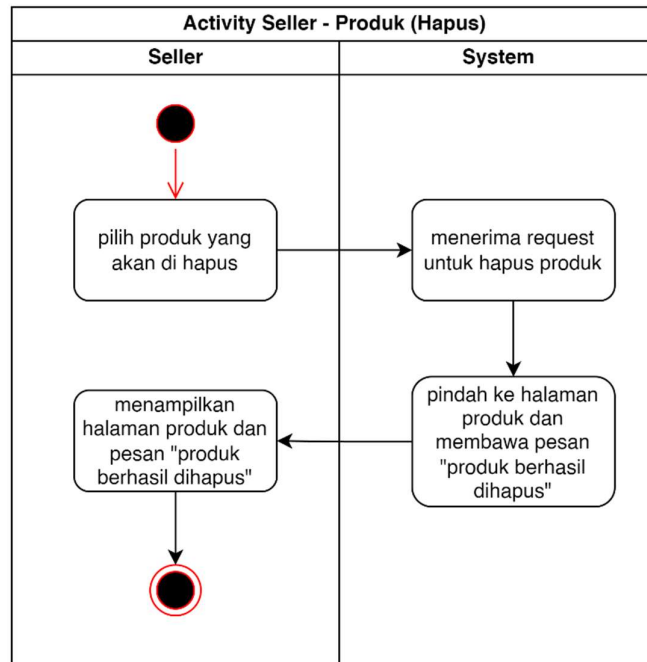 Activity Seller - Produk (Hapus)
Seller
System
pilih produk yang
akan di hapus
menerima request
untuk hapus produk
pindah ke halaman
produk dan
membawa pesan
"produk berhasil
dihapus"
menampilkan
halaman produk dan
pesan "produk
berhasil dihapus"